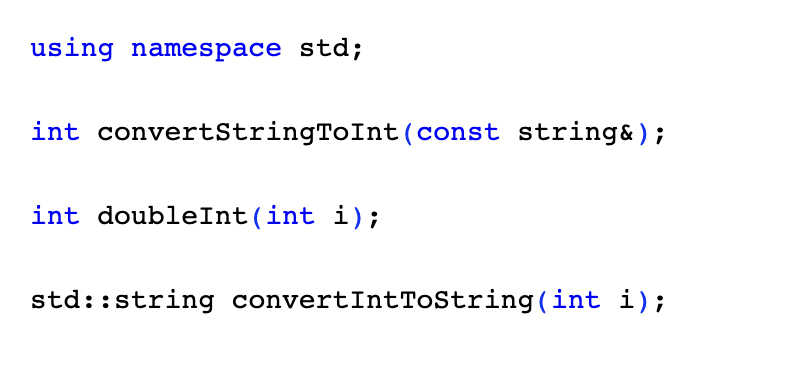 using namespace std;
int convertStringToInt(const string&);
int doubleInt(int i);
std::string convertIntToString(int i);